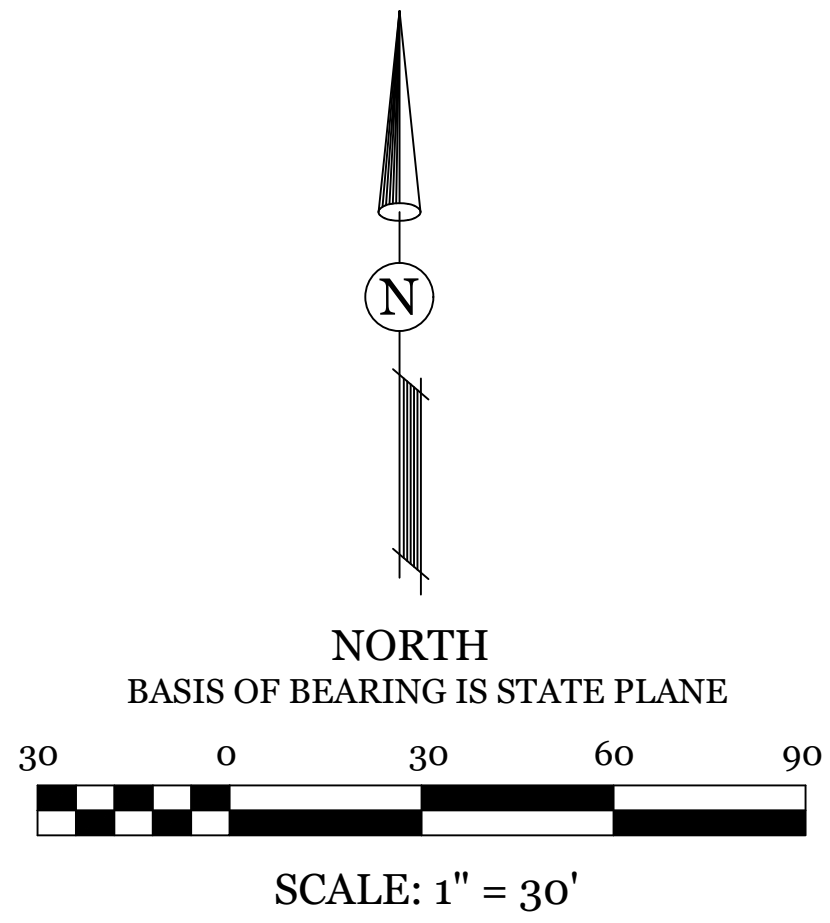 N
NORTH
BASIS OF BEARING IS STATE PLANE
30 0 30 60 90
SCALE: 1" = 30'